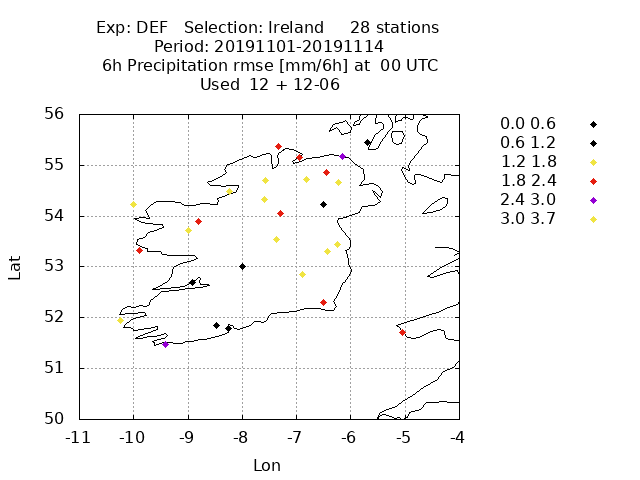 Exp: DEF   Selection: Ireland     28 stations
Period: 20191101-20191114
6h Precipitation rmse [mm/6h] at  00 UTC
Used  12 + 12-06
0.0 0.6
0.6 1.2
1.2 1.8
1.8 2.4
2.4 3.0
3.0 3.7
Lat
56
55
54
53
52
51
50
-11 -10 -9 -8 -7 -6 -5 -4
Lon